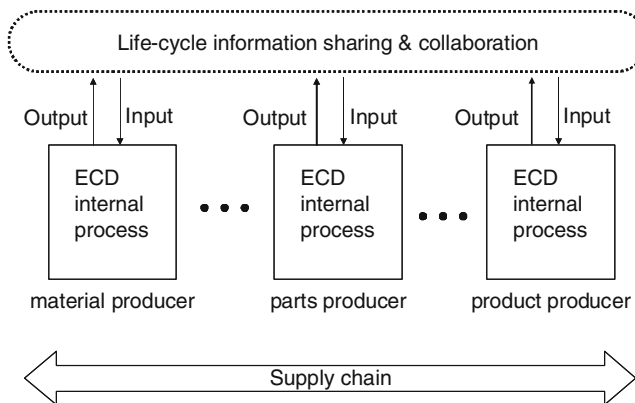 Life-cycle information sharing & collaboration
Output Input Output Input Output Input
ECD internal process
ECD internal process
ECD internal process
material producer parts producer product producer
Supply chain